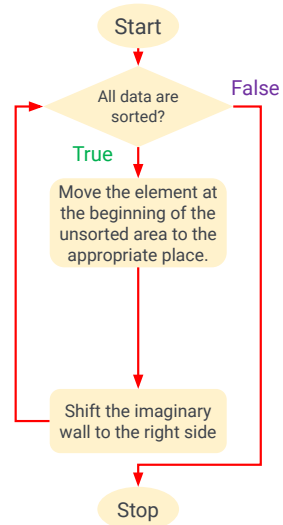 Start
All data are
sorted?
False
True
Move the element at
the beginning of the
unsorted area to the
appropriate place.
Shift the imaginary
wall to the right side
Stop